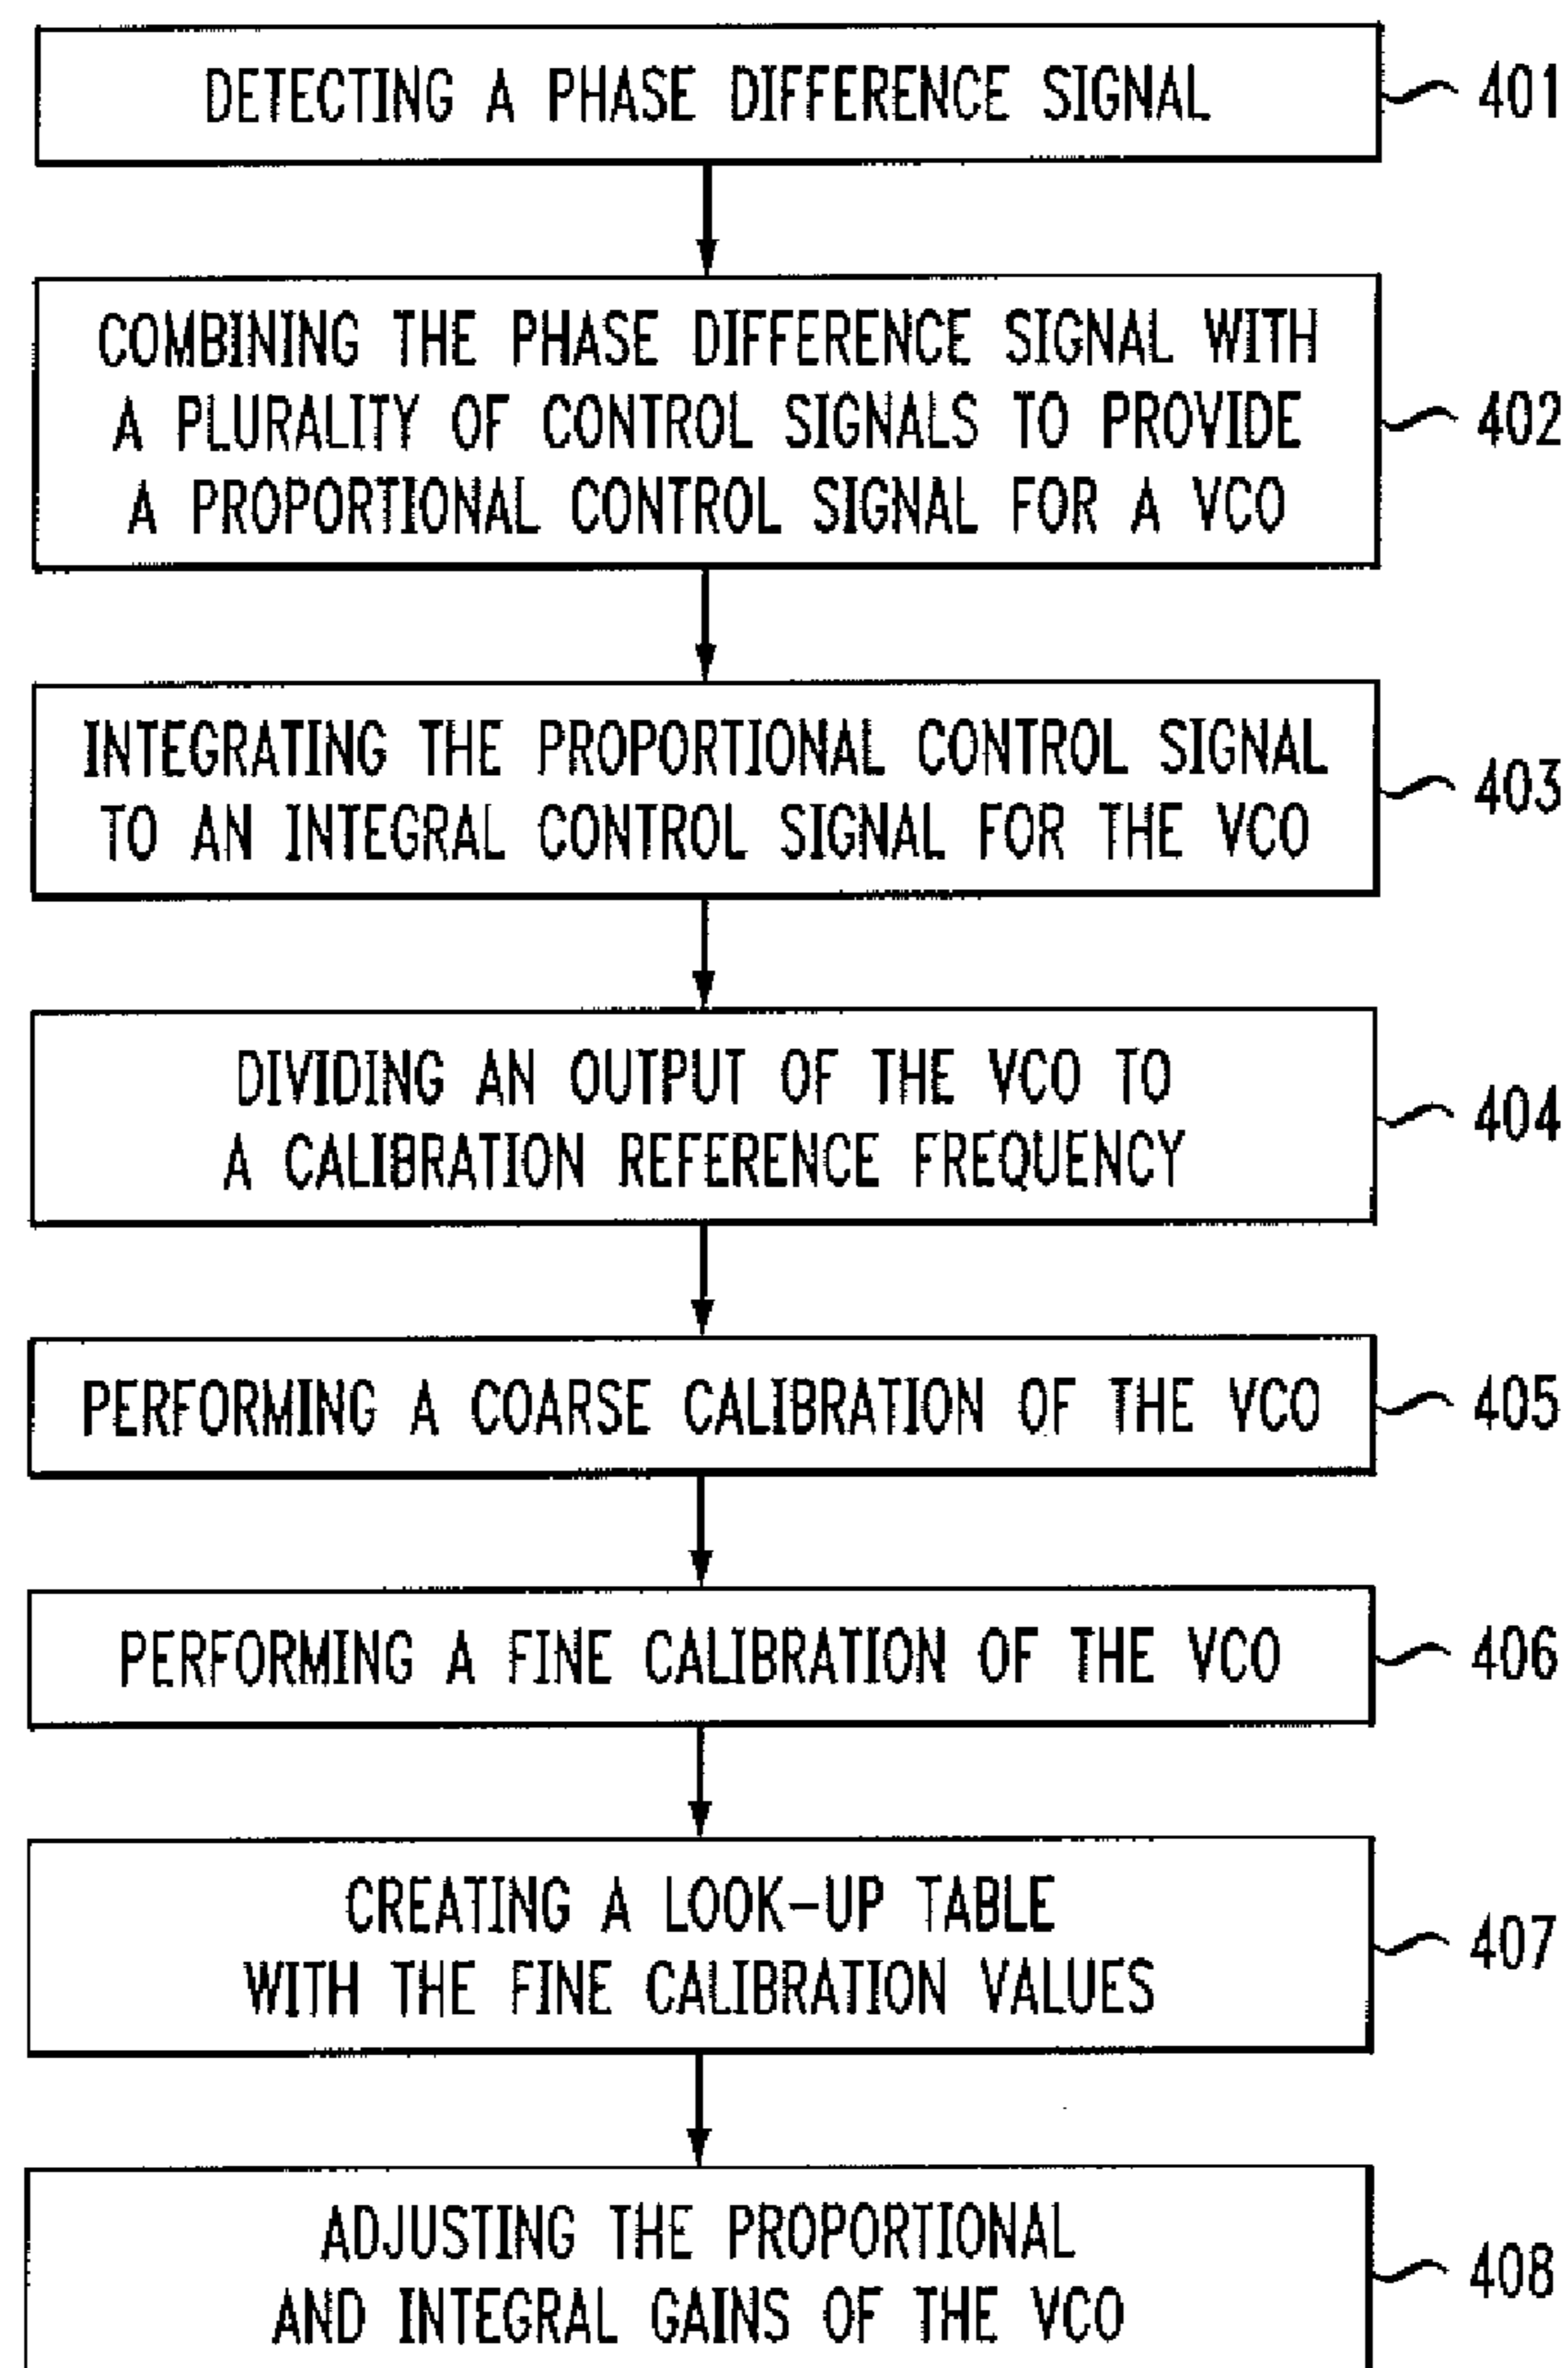 DETECTING A PHASE DIFFERENCE SIGNAL
401
COMBINING THE PHASE DIFFERENCE SIGNAL WITH
A PLURALITY OF CONTROL SIGNALS TO PROVIDE
A PROPORTIONAL CONTROL SIGNAL FOR A VCO
402
INTEGRATING THE PROPORTIONAL CONTROL SIGNAL
TO AN INTEGRAL CONTROL SIGNAL FOR THE VCO
403
DIVIDING AN OUTPUT OF THE VCO TO
A CALIBRATION REFERENCE FREQUENCY
404
PERFORMING A COARSE CALIBRATION OF THE VCO
405
PERFORMING A FINE CALIBRATION OF THE VCO
406
CREATING A LOOK-UP TABLE
WITH THE FINE CALIBRATION VALUES
407
ADJUSTING THE PROPORTIONAL
AND INTEGRAL GAINS OF THE VCO
408